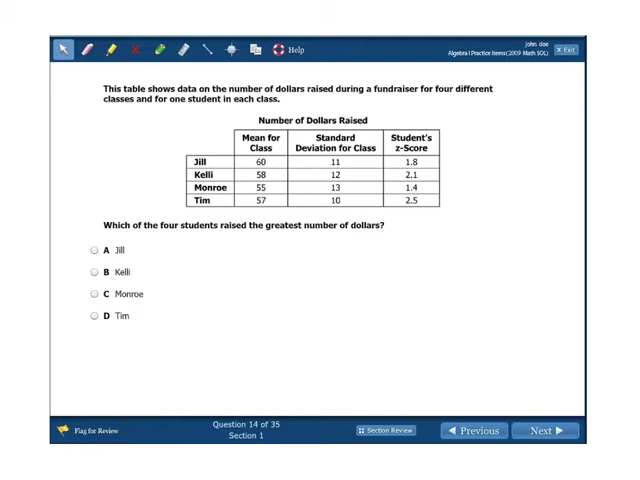 Help
John doe
Algebra I Practice Items (2009 Math SOL)
x Exit
This table shows data on the number of dollars raised during a fundraiser for four different
classes and for one student in each class.
Number of Dollars Raised
Mean for Class Standard Deviation for Class Student's z-Score
Jill 60 11 1.8
Kelli 58 12 2.1
Monroe 55 13 1.4
Tim 57 10 2.5
Which of the four students raised the greatest number of dollars?
A Jill
B Kelli
C Monroe
D Tim
Flag for Review
Question 14 of 35
Section 1
Section Review
Previous
Next